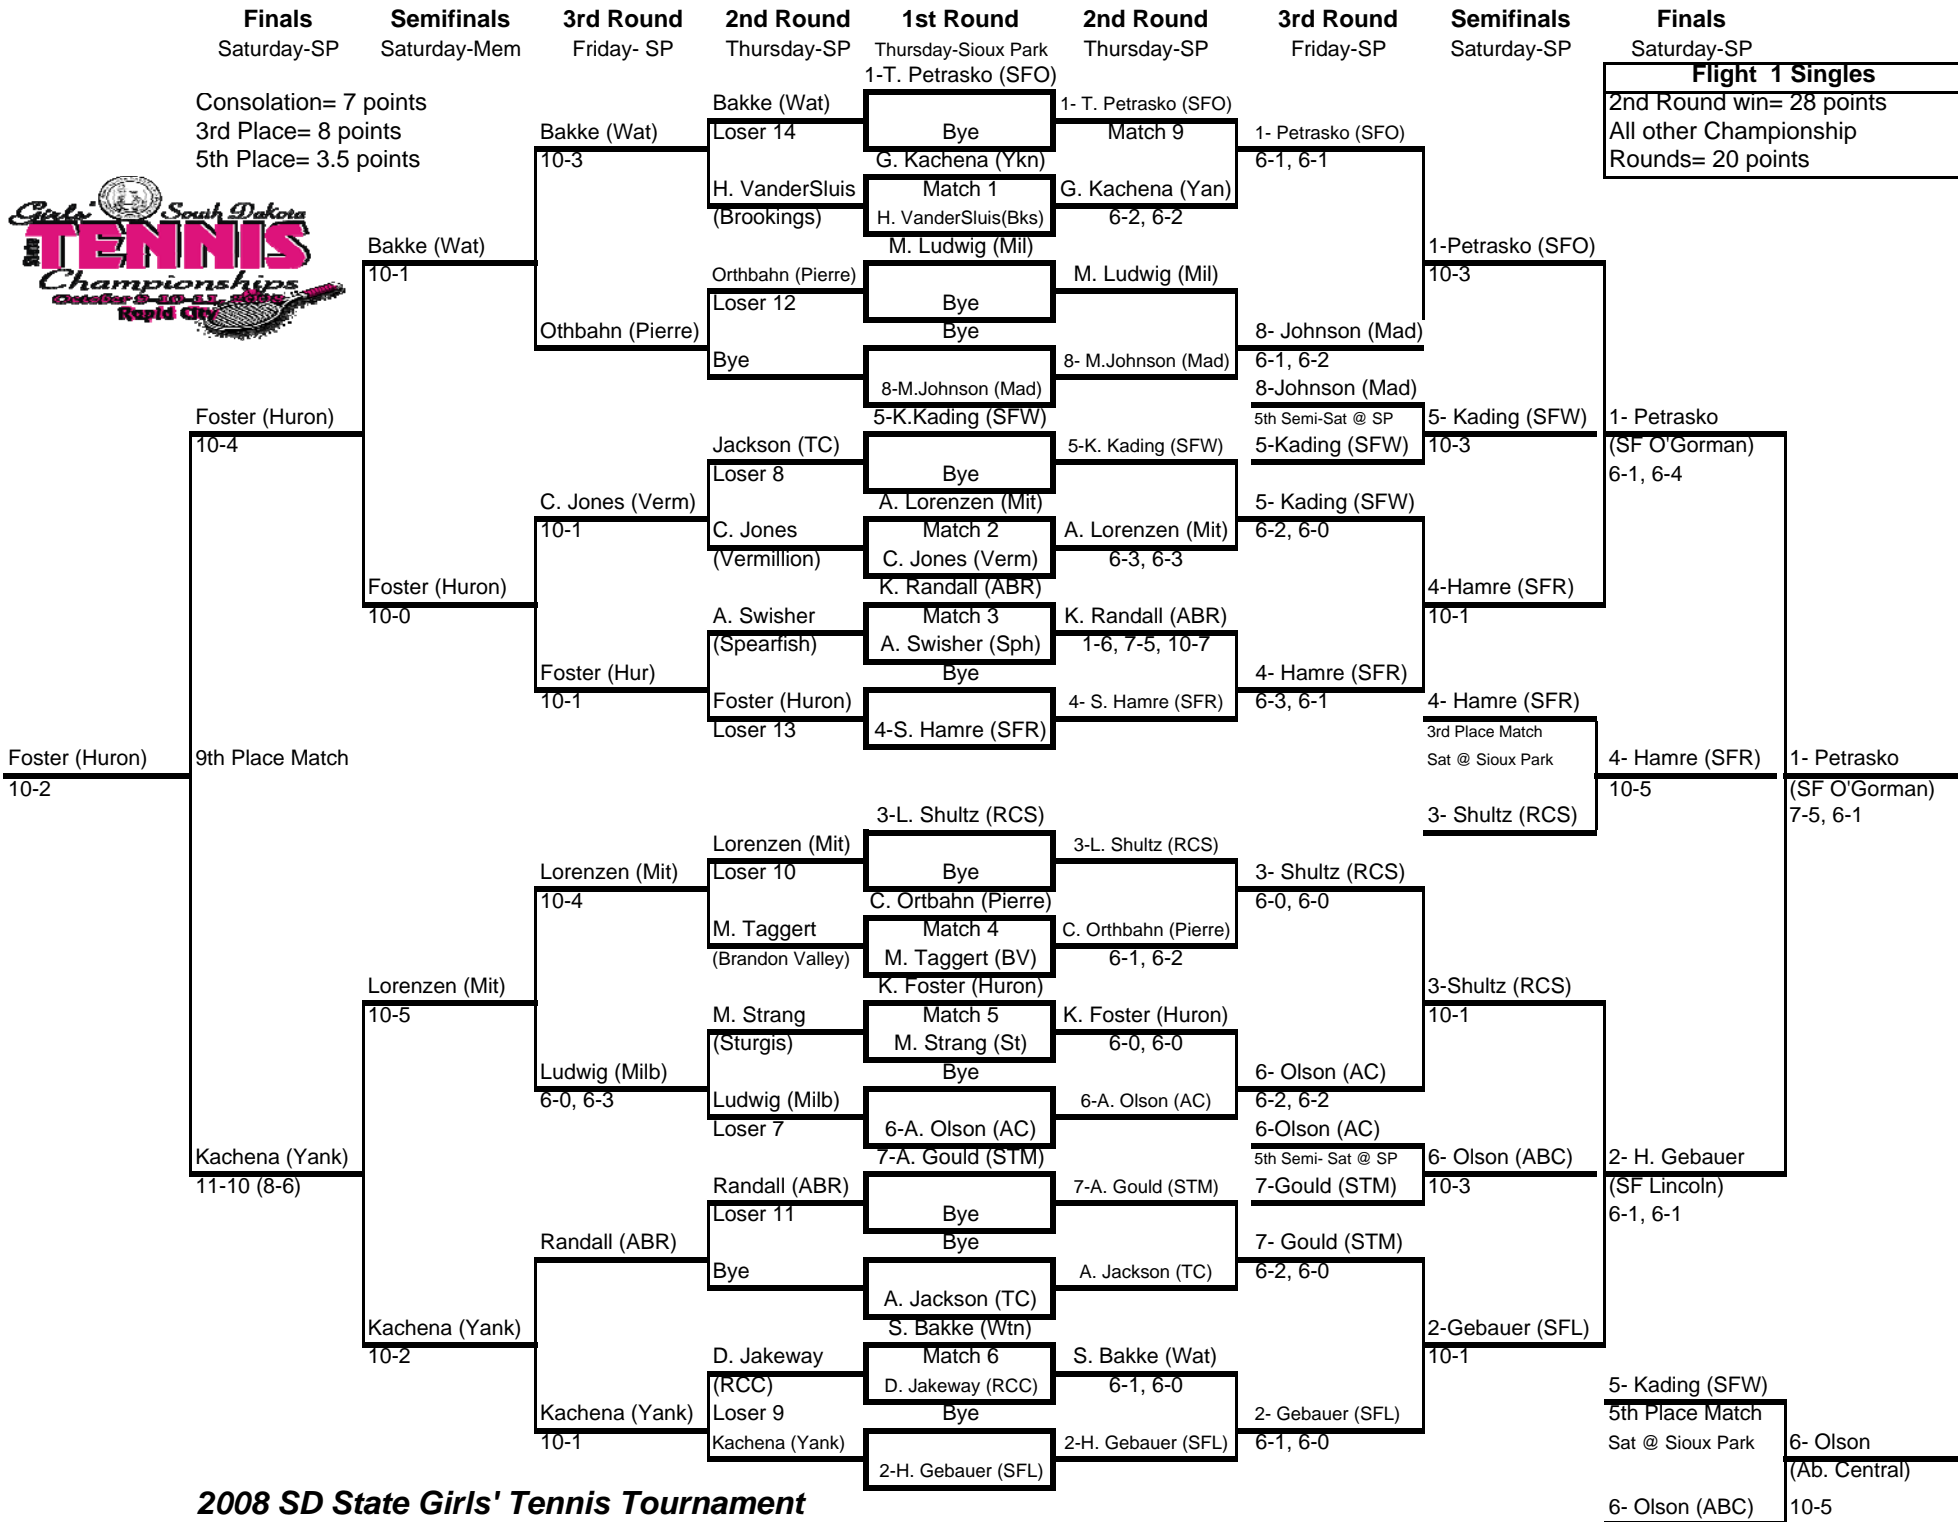 Finals Semifinals 3rd Round 2nd Round 1st Round 2nd Round 3rd Round Semifinals Finals
Saturday-SP Saturday-Mem Friday- SP Thursday-SP Thursday-Sioux Park Thursday-SP Friday-SP Saturday-SP Saturday-SP
Flight 1 Singles
2nd Round win= 28 points
All other Championship
Rounds= 20 points
Consolation= 7 points
3rd Place= 8 points
5th Place= 3.5 points
Girls' South Dakota
State TENNIS
Championships
Rapid City
Foster (Huron)
10-2
Foster (Huron)
10-4
9th Place Match
Kachena (Yank)
11-10 (8-6)
Bakke (Wat)
10-1
Foster (Huron)
10-0
Lorenzen (Mit)
10-5
Kachena (Yank)
10-2
Bakke (Wat)
10-3
Othbahn (Pierre)
C. Jones (Verm)
10-1
Foster (Hur)
10-1
Lorenzen (Mit)
10-4
Ludwig (Milb)
6-0, 6-3
Randall (ABR)
Kachena (Yank)
10-1
Bakke (Wat)
Loser 14
H. VanderSluis
(Brookings)
Orthbahn (Pierre)
Loser 12
Bye
Jackson (TC)
Loser 8
C. Jones
(Vermillion)
A. Swisher
(Spearfish)
Foster (Huron)
Loser 13
Lorenzen (Mit)
Loser 10
M. Taggert
(Brandon Valley)
M. Strang
(Sturgis)
Ludwig (Milb)
Loser 7
Randall (ABR)
Loser 11
Bye
D. Jakeway
(RCC)
Loser 9
Kachena (Yank)
1-T. Petrasko (SFO)
Bye
G. Kachena (Ykn)
Match 1
H. VanderSluis(Bks)
M. Ludwig (Mil)
Bye
Bye
8-M.Johnson (Mad)
5-K.Kading (SFW)
Bye
A. Lorenzen (Mit)
Match 2
C. Jones (Verm)
K. Randall (ABR)
Match 3
A. Swisher (Sph)
Bye
4-S. Hamre (SFR)
3-L. Shultz (RCS)
Bye
C. Ortbahn (Pierre)
Match 4
M. Taggert (BV)
K. Foster (Huron)
Match 5
M. Strang (St)
Bye
6-A. Olson (AC)
7-A. Gould (STM)
Bye
Bye
A. Jackson (TC)
S. Bakke (Wtn)
Match 6
D. Jakeway (RCC)
Bye
2-H. Gebauer (SFL)
1- T. Petrasko (SFO)
Match 9
G. Kachena (Yan)
6-2, 6-2
M. Ludwig (Mil)
8- M.Johnson (Mad)
5-K. Kading (SFW)
A. Lorenzen (Mit)
6-3, 6-3
K. Randall (ABR)
1-6, 7-5, 10-7
4- S. Hamre (SFR)
3-L. Shultz (RCS)
C. Orthbahn (Pierre)
6-1, 6-2
K. Foster (Huron)
6-0, 6-0
6-A. Olson (AC)
7-A. Gould (STM)
A. Jackson (TC)
S. Bakke (Wat)
6-1, 6-0
2-H. Gebauer (SFL)
1- Petrasko (SFO)
6-1, 6-1
8- Johnson (Mad)
6-1, 6-2
8-Johnson (Mad)
5th Semi-Sat @ SP
5-Kading (SFW)
5- Kading (SFW)
6-2, 6-0
4- Hamre (SFR)
6-3, 6-1
3- Shultz (RCS)
6-0, 6-0
6- Olson (AC)
6-2, 6-2
6-Olson (AC)
5th Semi- Sat @ SP
7-Gould (STM)
7- Gould (STM)
6-2, 6-0
2- Gebauer (SFL)
6-1, 6-0
1-Petrasko (SFO)
10-3
5- Kading (SFW)
10-3
4-Hamre (SFR)
10-1
4- Hamre (SFR)
3rd Place Match
Sat @ Sioux Park
3- Shultz (RCS)
3-Shultz (RCS)
10-1
6- Olson (ABC)
10-3
2-Gebauer (SFL)
10-1
1- Petrasko
(SF O'Gorman)
6-1, 6-4
4- Hamre (SFR)
10-5
2- H. Gebauer
(SF Lincoln)
6-1, 6-1
5- Kading (SFW)
5th Place Match
Sat @ Sioux Park
6- Olson (ABC)
1- Petrasko
(SF O'Gorman)
7-5, 6-1
6- Olson
(Ab. Central)
10-5
2008 SD State Girls' Tennis Tournament